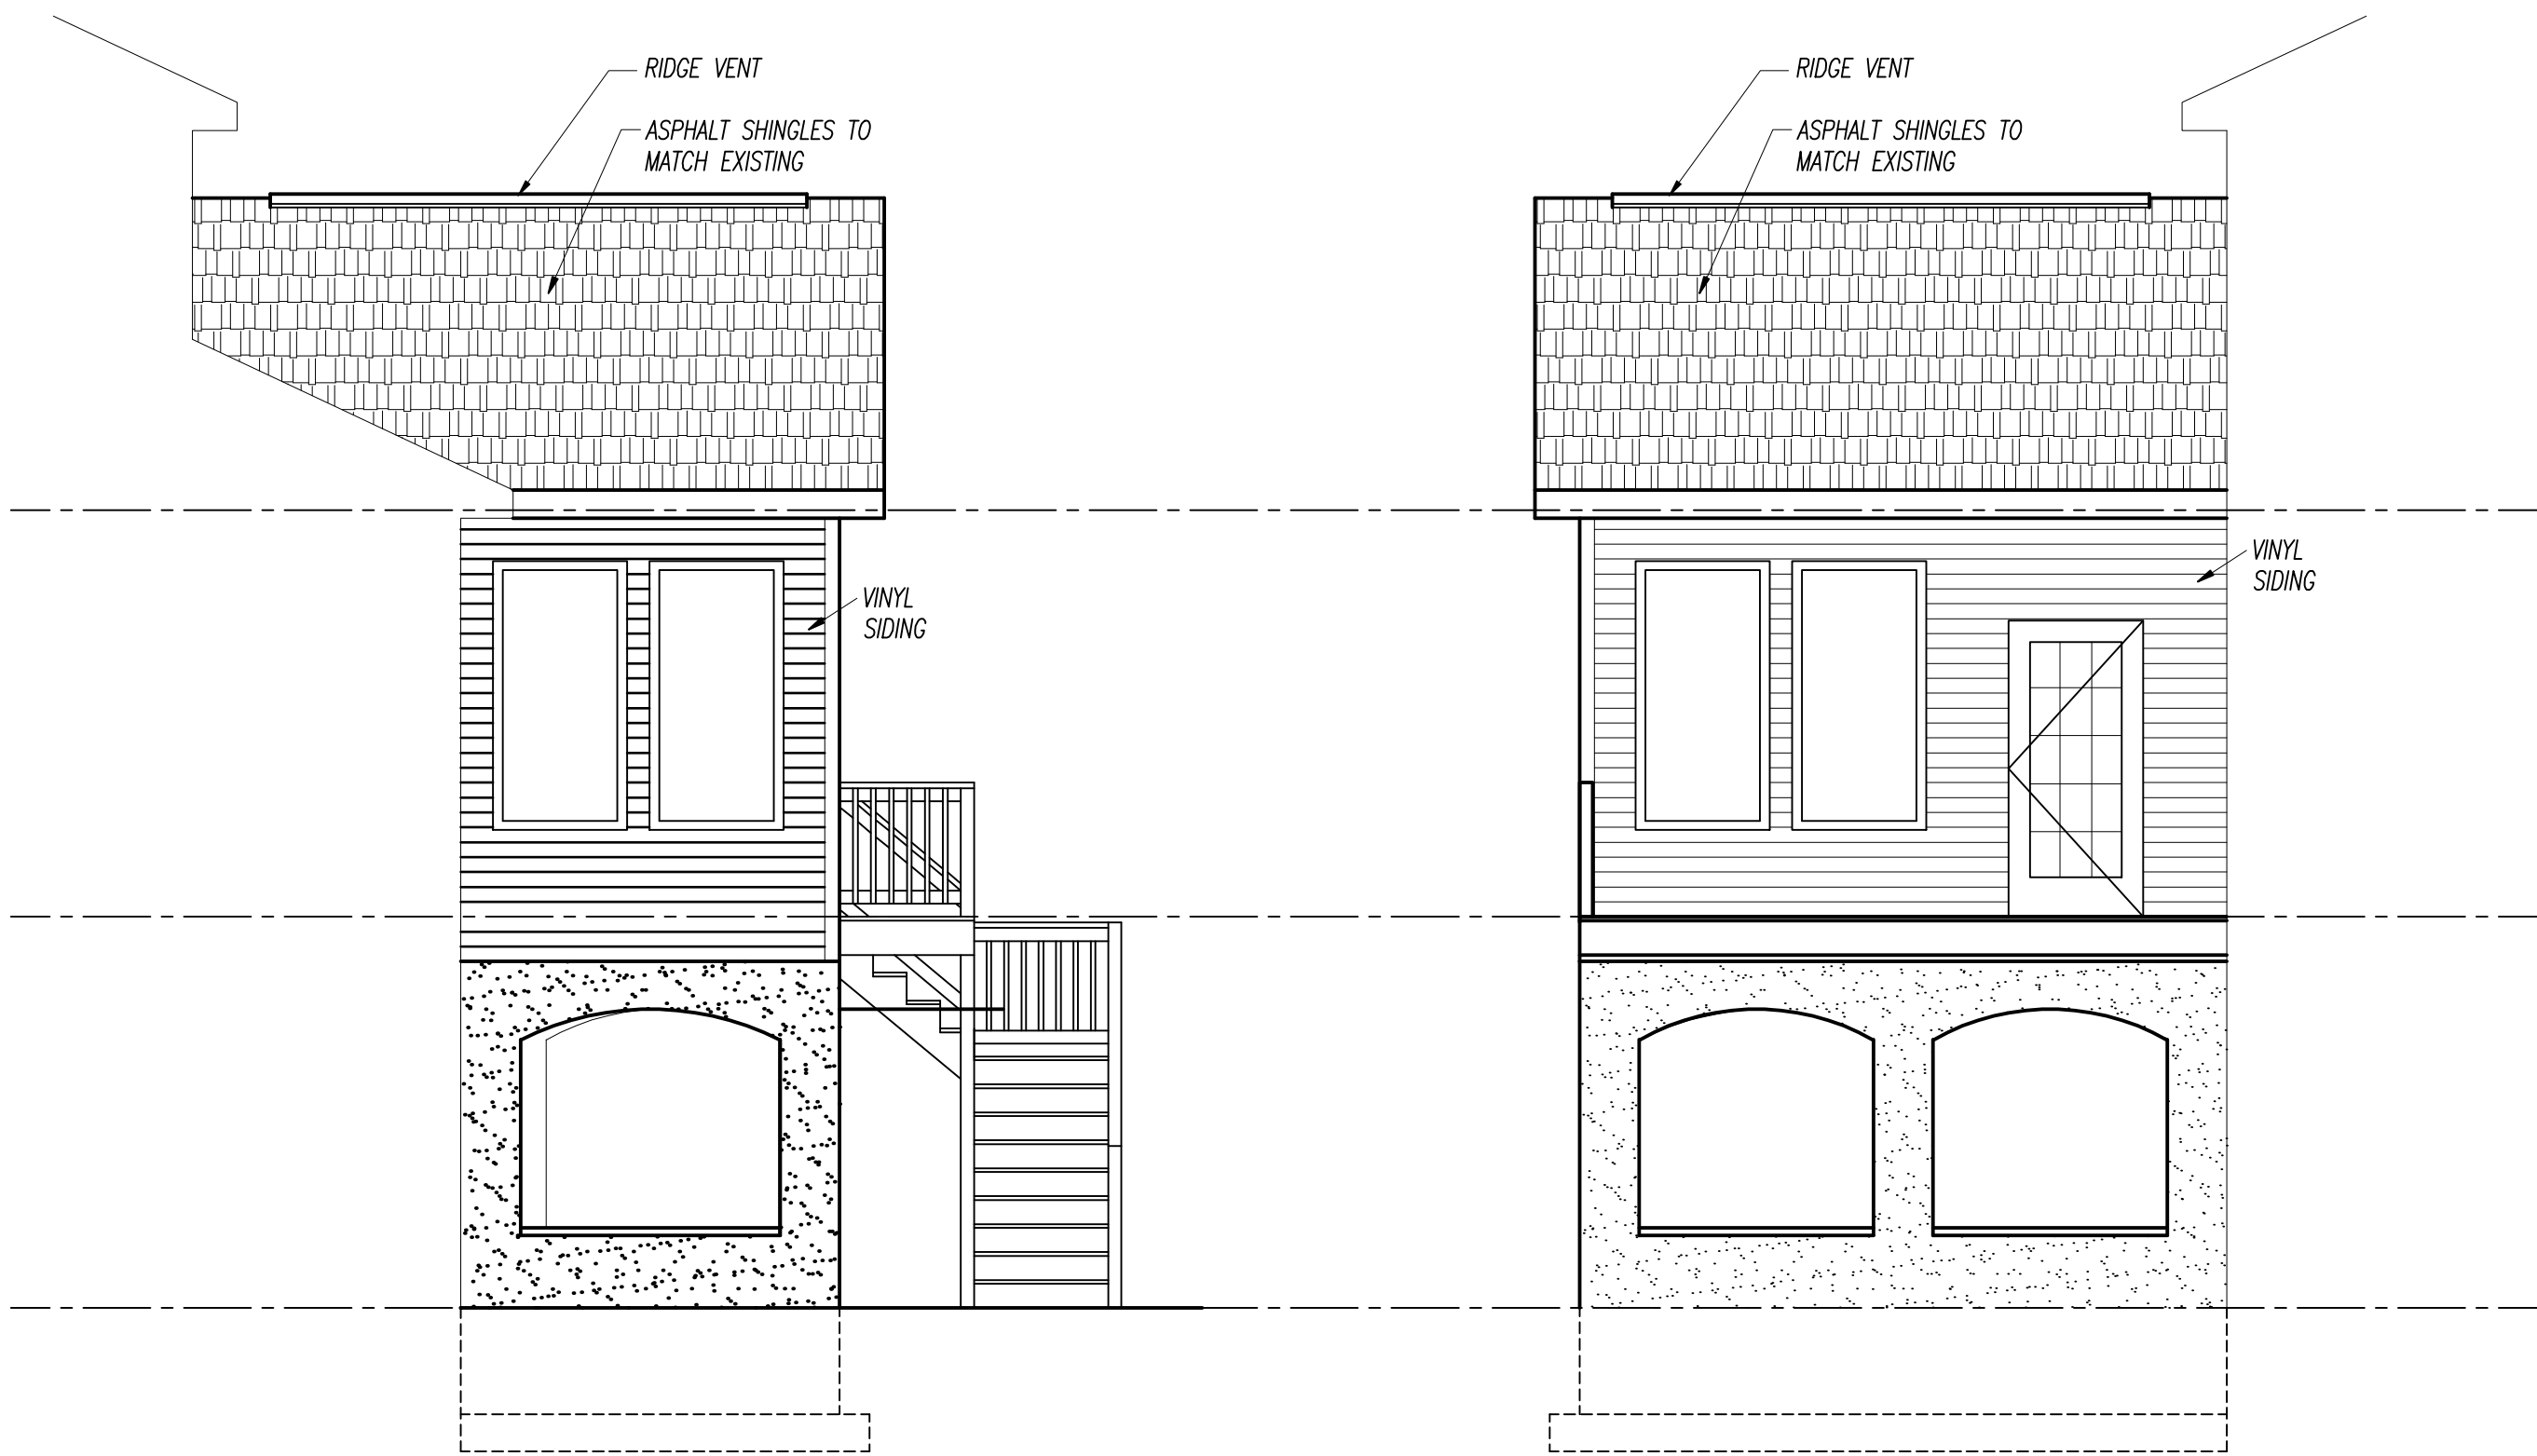 RIDGE VENT
ASPHALT SHINGLES TO
MATCH EXISTING
VINYL
SIDING
RIDGE VENT
ASPHALT SHINGLES TO
MATCH EXISTING
VINYL
SIDING